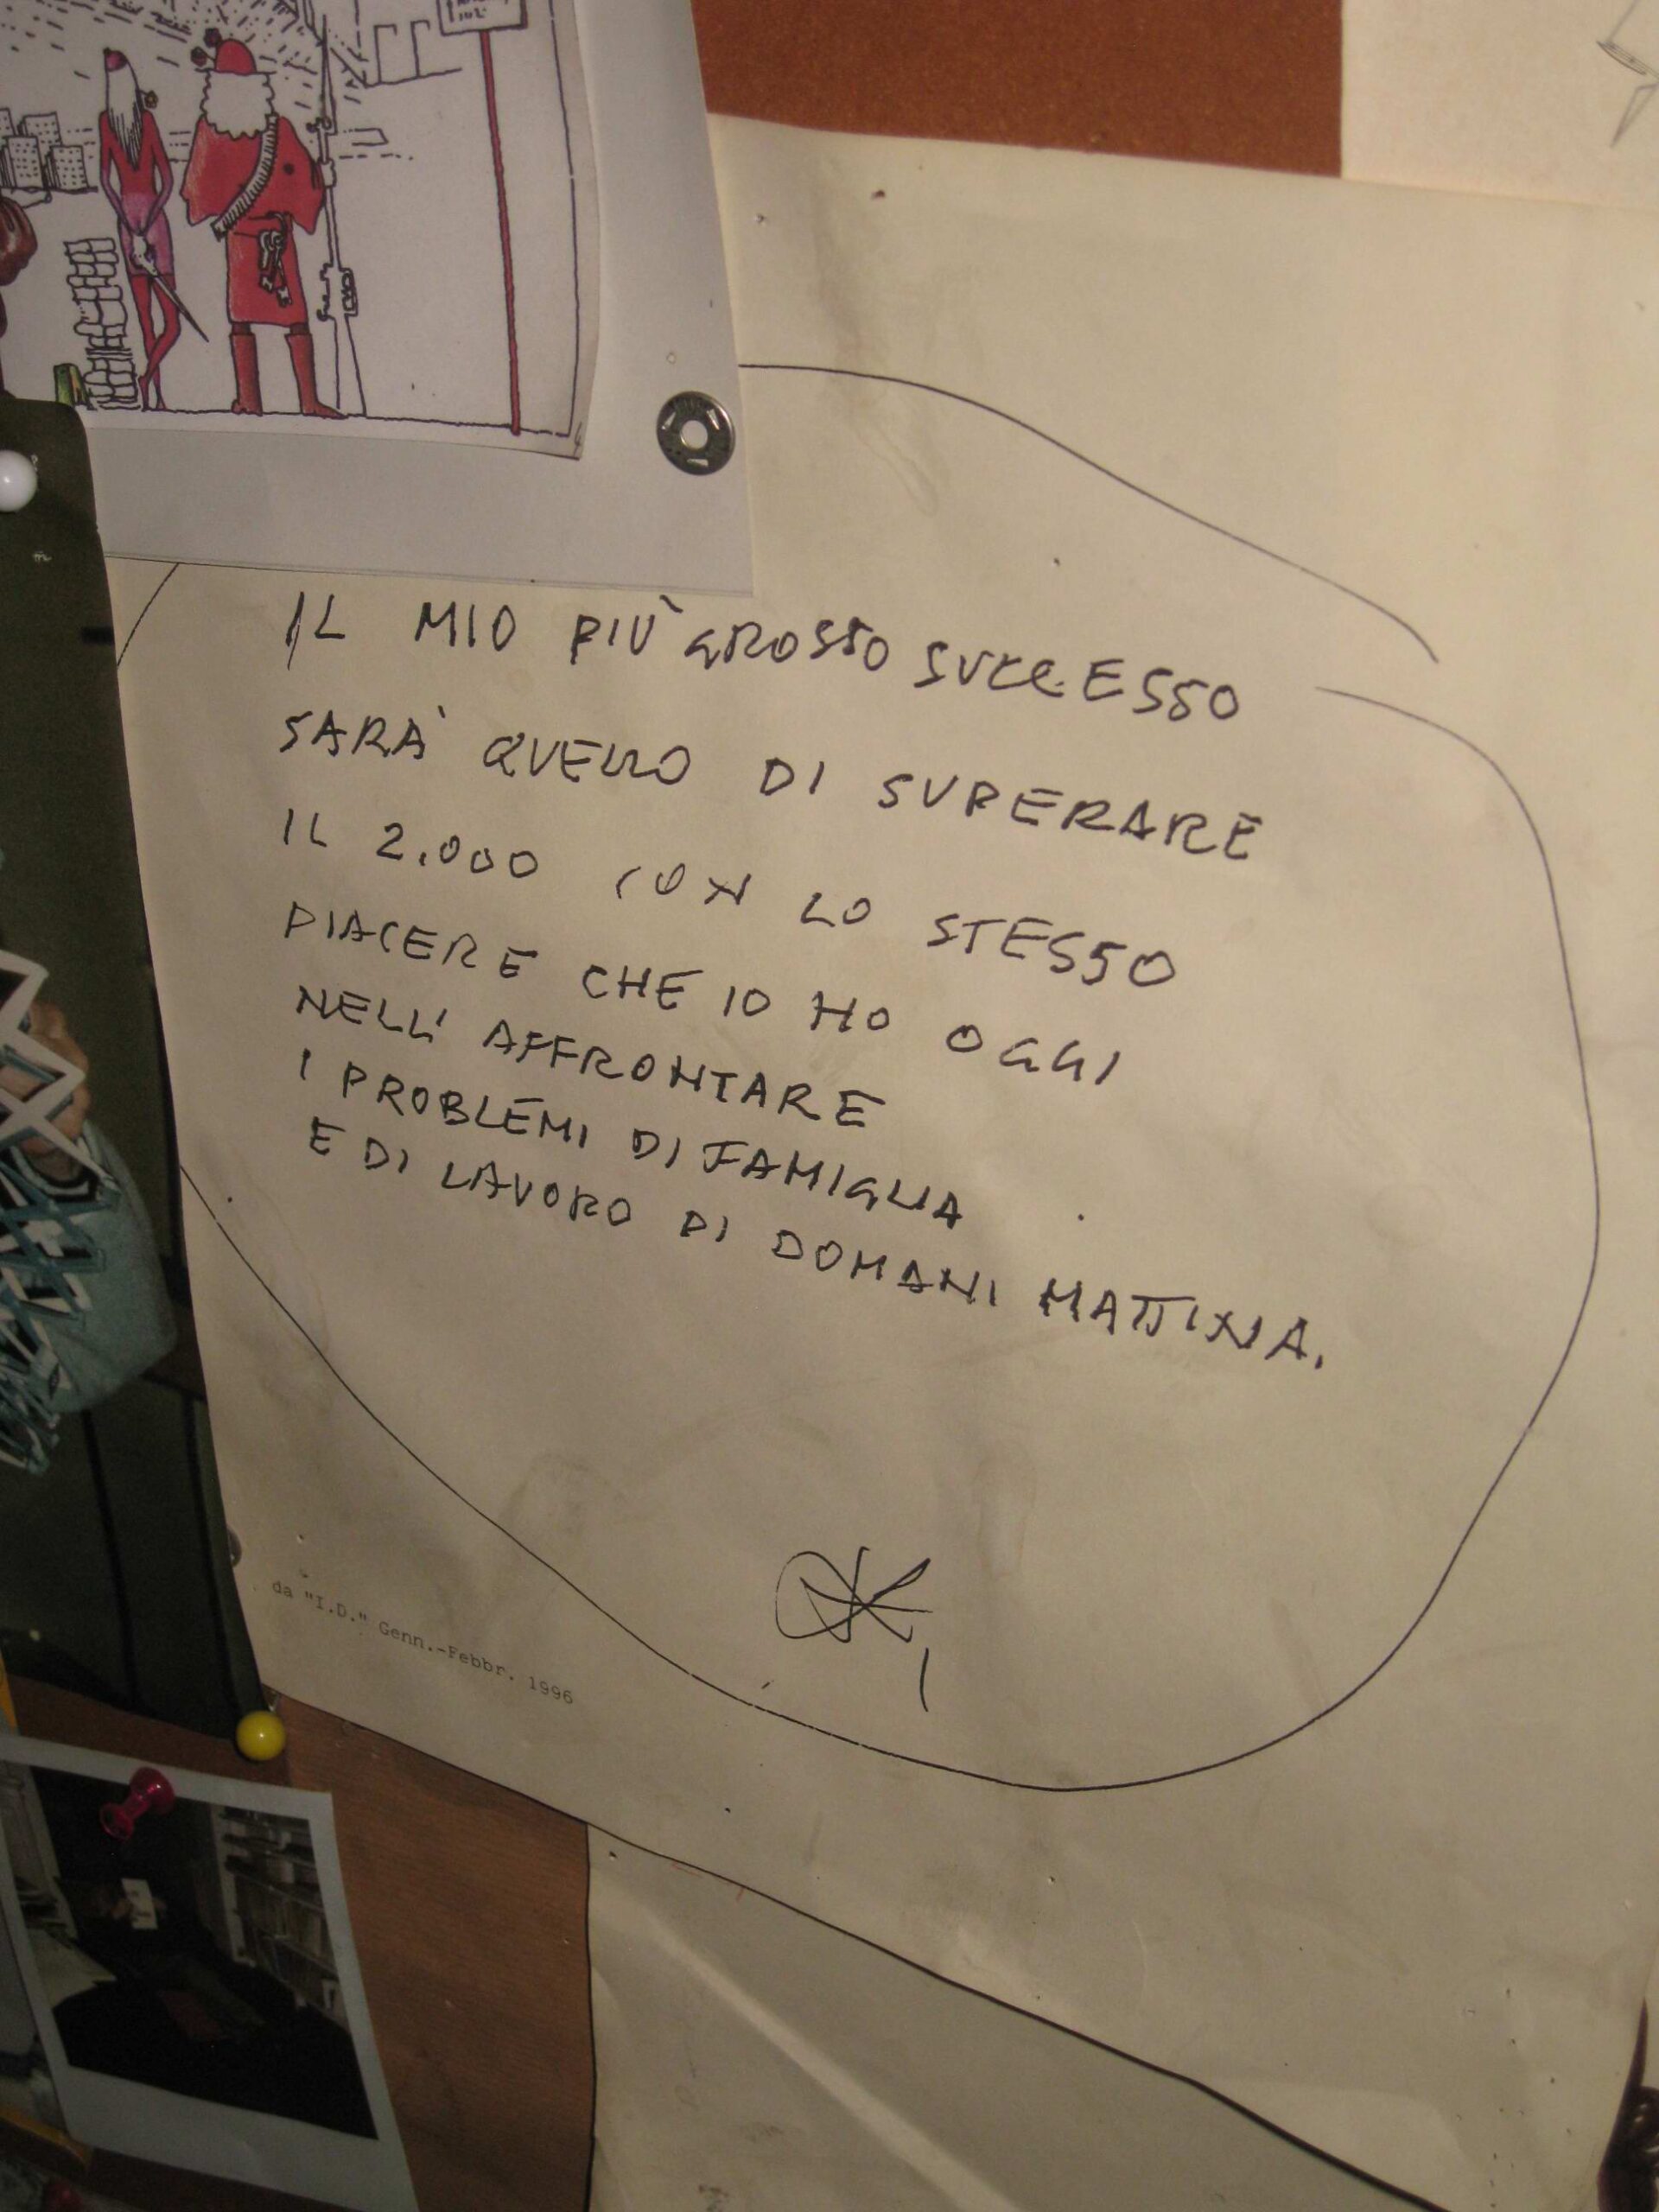 IL MIO PIÙ GROSSO SUCCESSO
SARÀ QUELLO DI SUPERARE
IL 2.000 CON LO STESSO
PIACERE CHE IO HO OGGI
NELL' AFFRONTARE
I PROBLEMI DI FAMIGLIA
E DI LAVORO DI DOMANI MATTINA.
da "I.D." Genn.-Febbr. 1996